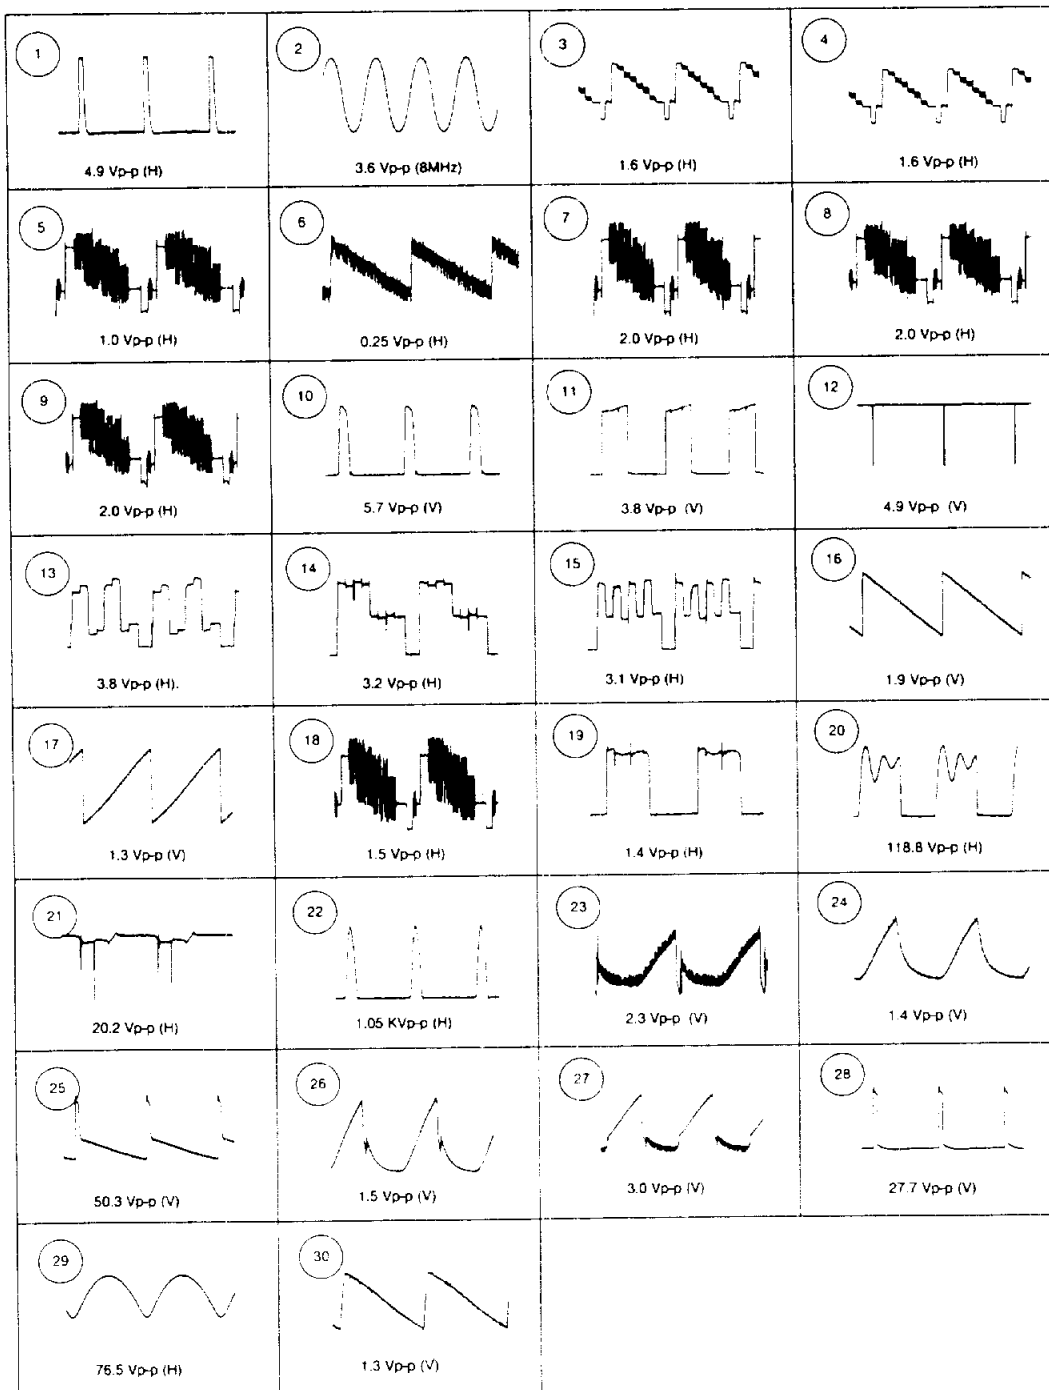 1
4.9 Vp-p (H)
2
3.6 Vp-p (8MHz)
3
1.6 Vp-p (H)
4
1.6 Vp-p (H)
5
1.0 Vp-p (H)
6
0.25 Vp-p (H)
7
2.0 Vp-p (H)
8
2.0 Vp-p (H)
9
2.0 Vp-p (H)
10
5.7 Vp-p (V)
11
3.8 Vp-p (V)
12
4.9 Vp-p (V)
13
3.8 Vp-p (H).
14
3.2 Vp-p (H)
15
3.1 Vp-p (H)
16
1.9 Vp-p (V)
17
1.3 Vp-p (V)
18
1.5 Vp-p (H)
19
1.4 Vp-p (H)
20
118.8 Vp-p (H)
21
20.2 Vp-p (H)
22
1.05 KVp-p (H)
23
2.3 Vp-p (V)
24
1.4 Vp-p (V)
25
50.3 Vp-p (V)
26
1.5 Vp-p (V)
27
3.0 Vp-p (V)
28
27.7 Vp-p (V)
29
76.5 Vp-p (H)
30
1.3 Vp-p (V)